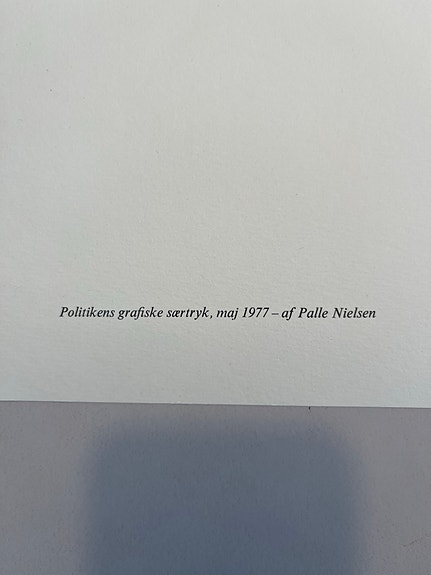 Politikens grafiske særtryk, maj 1977 – af Palle Nielsen